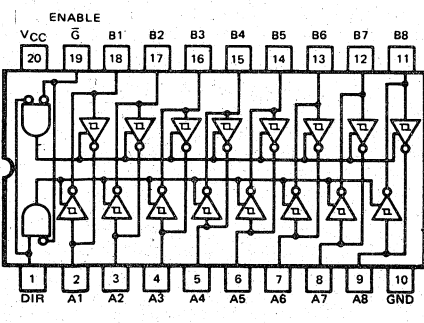 ENABLE
VCC G̅ B1 B2 B3 B4 B5 B6 B7 B8
20 19 18 17 16 15 14 13 12 11
1 2 3 4 5 6 7 8 9 10
DIR A1 A2 A3 A4 A5 A6 A7 A8 GND